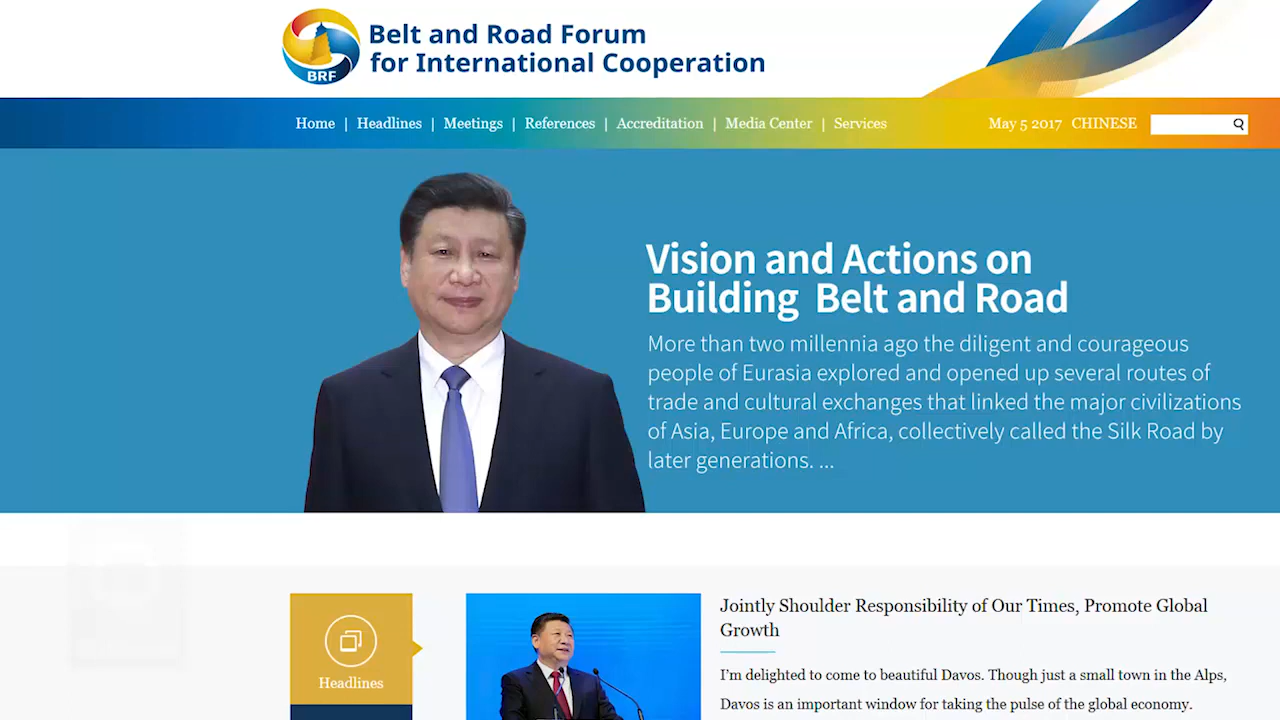 Belt and Road Forum
for International Cooperation
BRF
Home | Headlines | Meetings | References | Accreditation | Media Center | Services
May 5 2017 CHINESE
Vision and Actions on
Building Belt and Road
More than two millennia ago the diligent and courageous
people of Eurasia explored and opened up several routes of
trade and cultural exchanges that linked the major civilizations
of Asia, Europe and Africa, collectively called the Silk Road by
later generations. ...
Headlines
Jointly Shoulder Responsibility of Our Times, Promote Global
Growth
I'm delighted to come to beautiful Davos. Though just a small town in the Alps,
Davos is an important window for taking the pulse of the global economy.